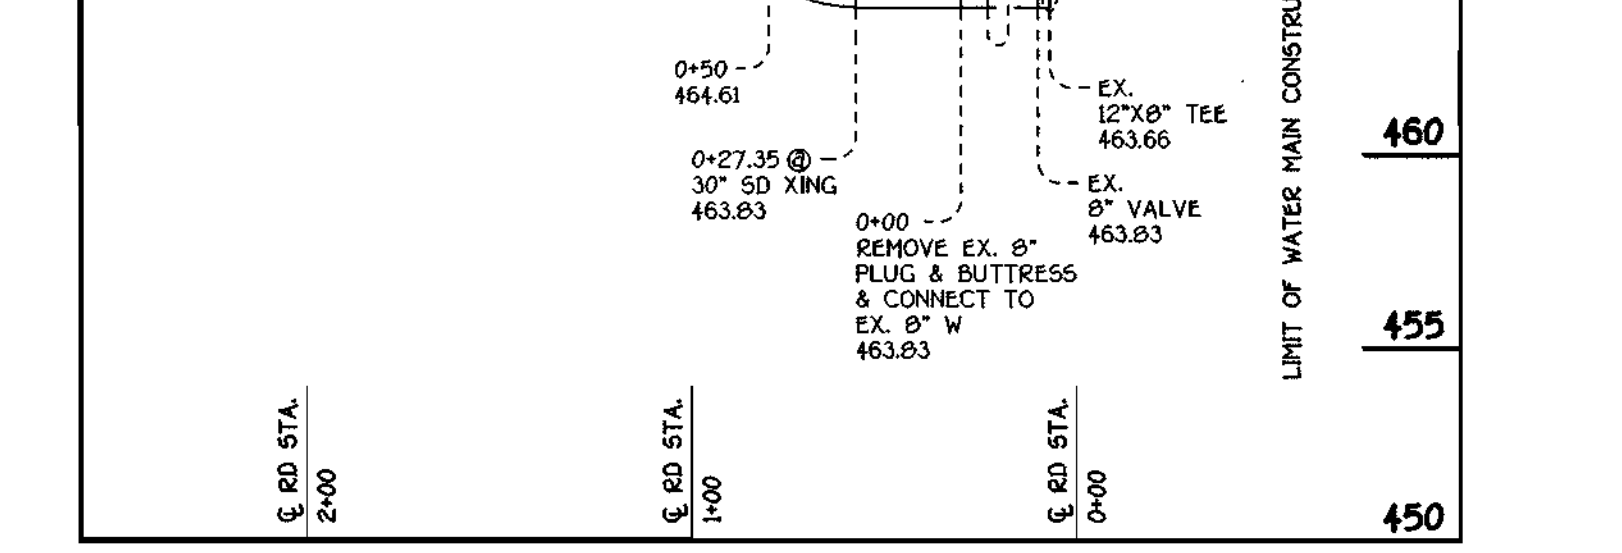 0+50
464.61
0+27.35 @
30" SD XING
463.83
0+00
REMOVE EX. 8"
PLUG & BUTTRESS
& CONNECT TO
EX. 8" W
463.83
EX.
12"X8" TEE
463.66
EX.
8" VALVE
463.83
LIMIT OF WATER MAIN CONSTRU
460
455
450
℄ RD STA.
2+00
℄ RD STA.
1+00
℄ RD STA.
0+00